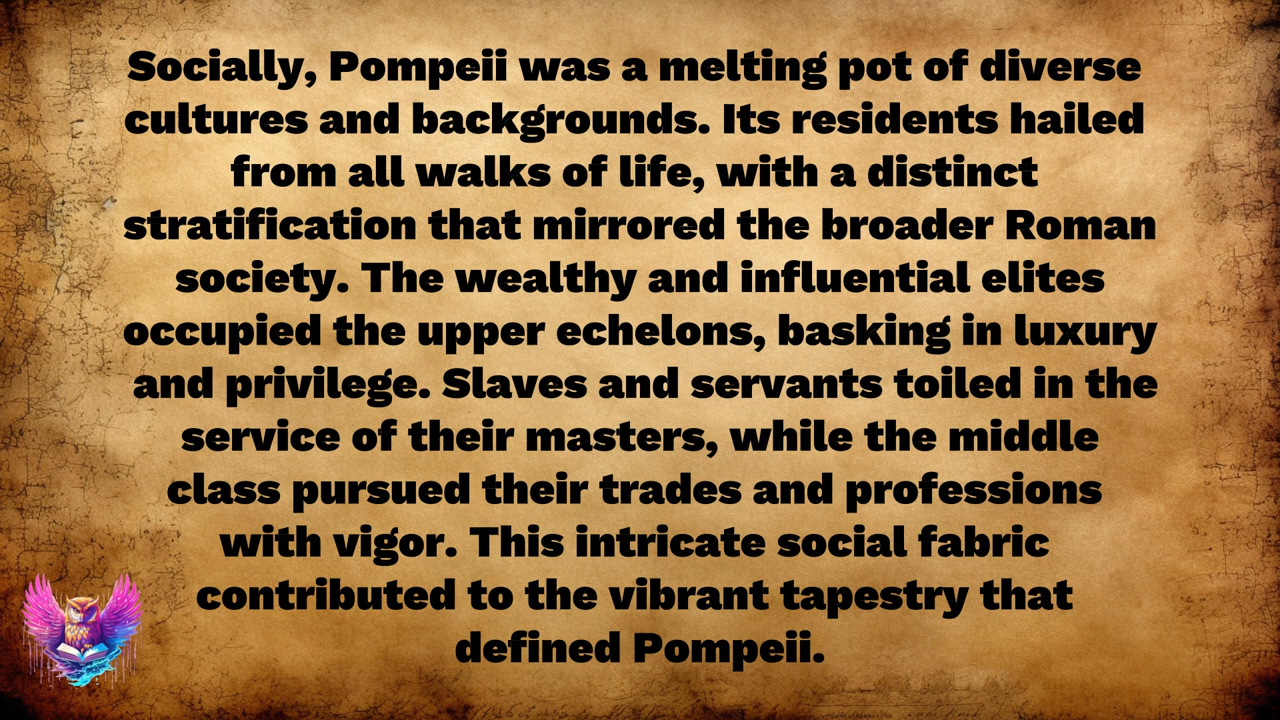 Socially, Pompeii was a melting pot of diverse
cultures and backgrounds. Its residents hailed
from all walks of life, with a distinct
stratification that mirrored the broader Roman
society. The wealthy and influential elites
occupied the upper echelons, basking in luxury
and privilege. Slaves and servants toiled in the
service of their masters, while the middle
class pursued their trades and professions
with vigor. This intricate social fabric
contributed to the vibrant tapestry that
defined Pompeii.